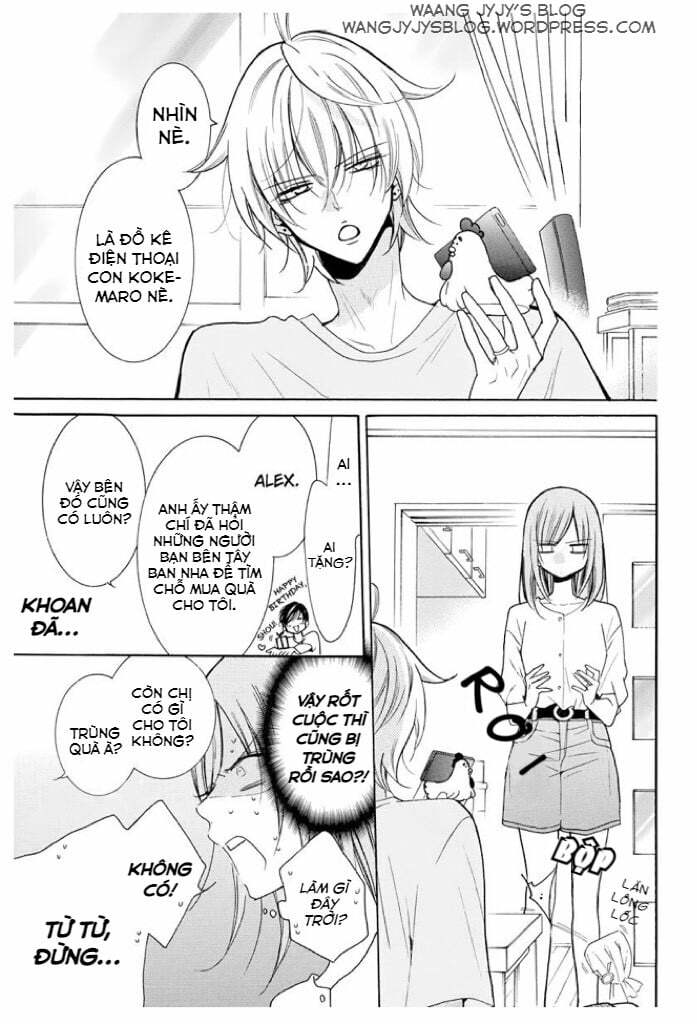 WAANG JYJY'S BLOG
WANGJYJYSBLOG.WORDPRESS.COM
NHÌN
NÈ.
LÀ ĐỒ KÊ
ĐIỆN THOẠI
CON KOKE-
MARO NÈ.
RO
BỘP
LĂN
LÔNG
LỐC
AI
...
AI
TẶNG?
ALEX.
ANH ẤY THẬM
CHÍ ĐÃ HỎI
NHỮNG NGƯỜI
BẠN BÊN TÂY
BAN NHA ĐỂ TÌM
CHỖ MUA QUÀ
CHO TÔI.
HAPPY
BIRTHDAY,
SHOU!
VẬY BÊN
ĐÓ CŨNG
CÓ LUÔN?
KHOAN
ĐÃ...
VẬY RỐT
CUỘC THÌ
CŨNG BỊ
TRÙNG
RỒI SAO?!
CÒN CHỊ
CÓ GÌ
CHO TÔI
KHÔNG?
TRÙNG
QUÀ À?
LÀM GÌ
ĐÂY
TRỜI?
KHÔNG
CÓ!
TỪ TỪ,
ĐỪNG...